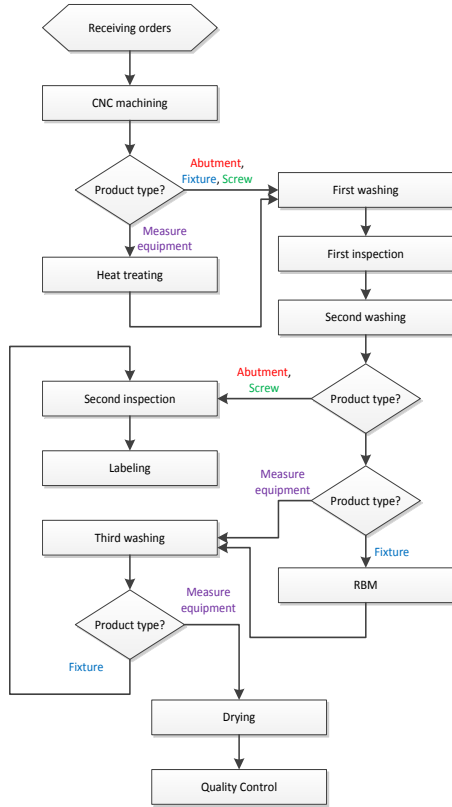 Receiving orders
CNC machining
Product type?
Abutment,
Fixture, Screw
First washing
Measure
equipment
Heat treating
First inspection
Second washing
Product type?
Abutment,
Screw
Second inspection
Labeling
Product type?
Measure
equipment
Fixture
Third washing
RBM
Product type?
Measure
equipment
Fixture
Drying
Quality Control